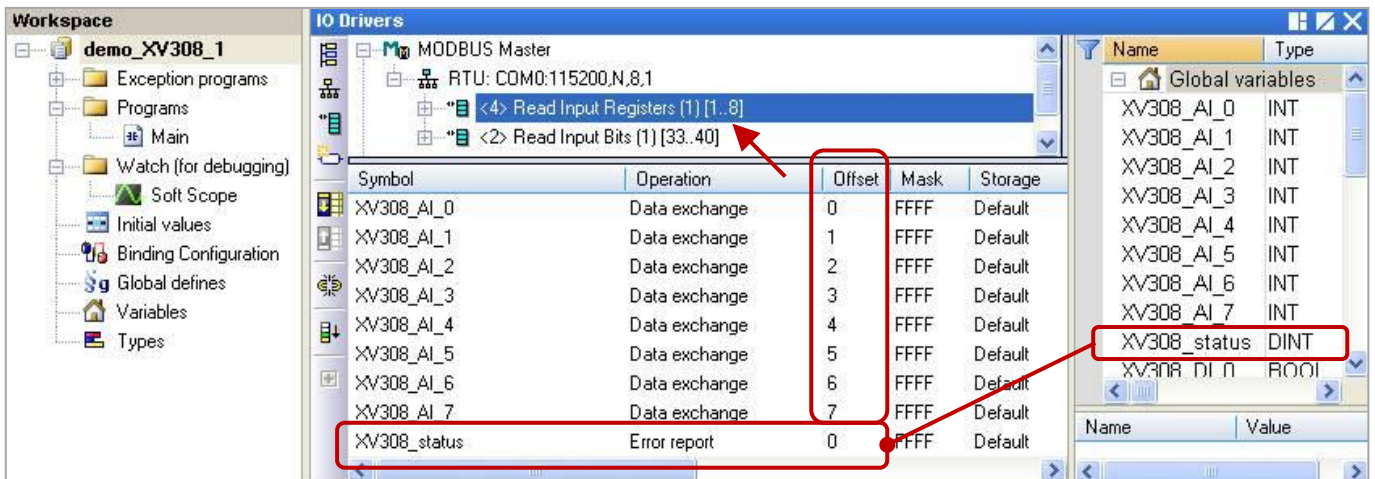 Workspace
demo_XV308_1
Exception programs
Programs
Main
Watch (for debugging)
Soft Scope
Initial values
Binding Configuration
Global defines
Variables
Types
IO Drivers
MODBUS Master
RTU: COM0:115200,N,8,1
<4> Read Input Registers (1) [1..8]
<2> Read Input Bits (1) [33..40]
Symbol Operation Offset Mask Storage
XV308_AI_0 Data exchange 0 FFFF Default
XV308_AI_1 Data exchange 1 FFFF Default
XV308_AI_2 Data exchange 2 FFFF Default
XV308_AI_3 Data exchange 3 FFFF Default
XV308_AI_4 Data exchange 4 FFFF Default
XV308_AI_5 Data exchange 5 FFFF Default
XV308_AI_6 Data exchange 6 FFFF Default
XV308_AI_7 Data exchange 7 FFFF Default
XV308_status Error report 0 FFFF Default
Name Type
Global variables
XV308_AI_0 INT
XV308_AI_1 INT
XV308_AI_2 INT
XV308_AI_3 INT
XV308_AI_4 INT
XV308_AI_5 INT
XV308_AI_6 INT
XV308_AI_7 INT
XV308_status DINT
XV308_DI_0 BOOL
Name Value